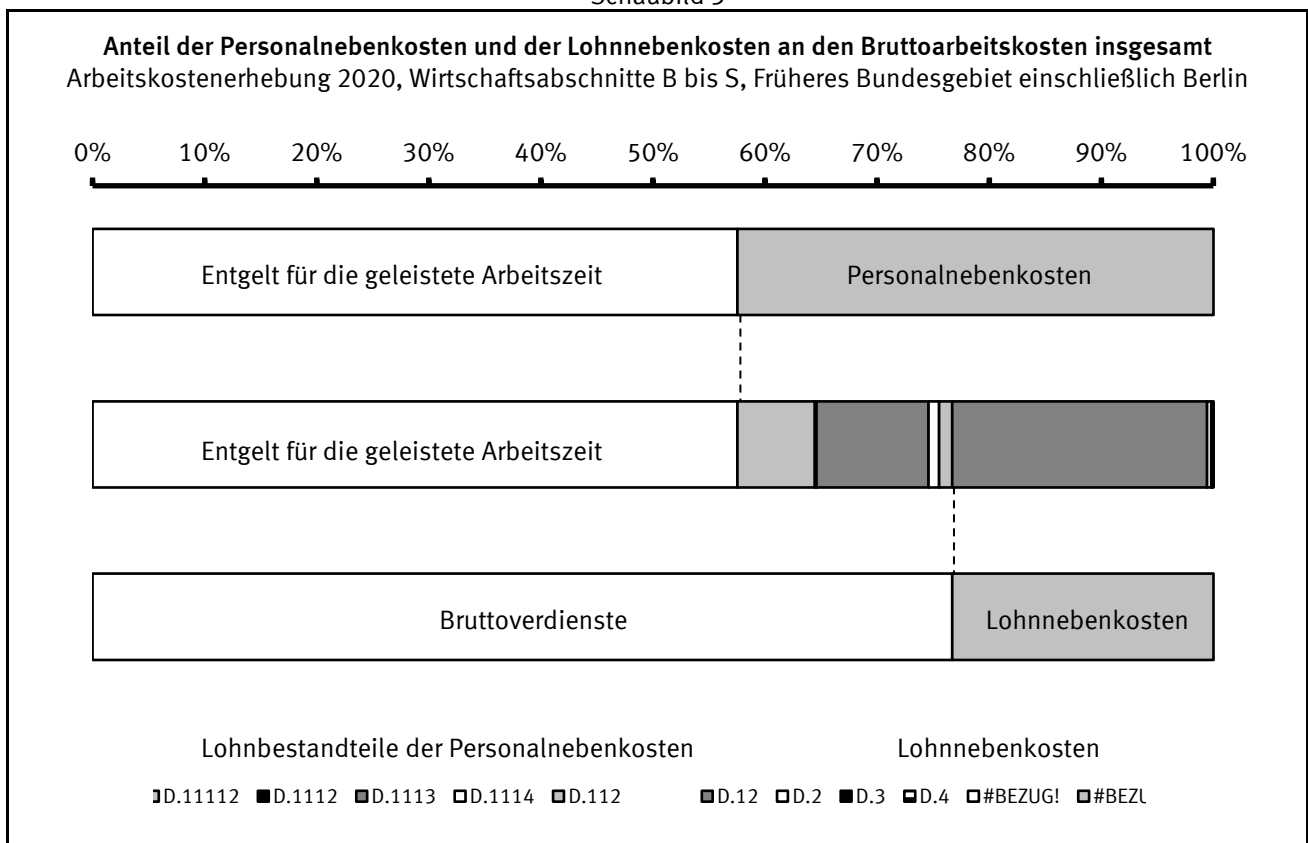 Anteil der Personalnebenkosten und der Lohnnebenkosten an den Bruttoarbeitskosten insgesamt
Arbeitskostenerhebung 2020, Wirtschaftsabschnitte B bis S, Früheres Bundesgebiet einschließlich Berlin
0% 10% 20% 30% 40% 50% 60% 70% 80% 90% 100%
Entgelt für die geleistete Arbeitszeit Personalnebenkosten
Entgelt für die geleistete Arbeitszeit
Bruttoverdienste Lohnnebenkosten
Lohnbestandteile der Personalnebenkosten Lohnnebenkosten
D.11112 D.1112 D.1113 D.1114 D.112 D.12 D.2 D.3 D.4 #BEZUG! #BEZU